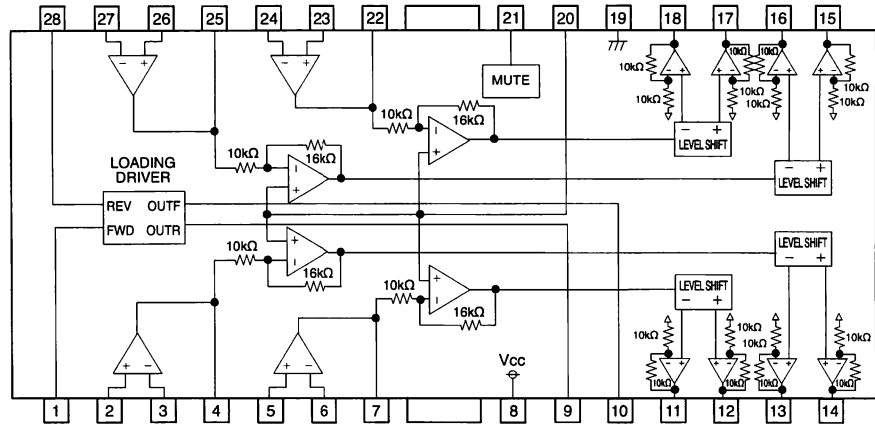 28 27 26 25 24 23 22 21 20 19 18 17 16 15
− + − +
MUTE
10kΩ 10kΩ 10kΩ 10kΩ
− + + − − + + −
10kΩ 16kΩ
− +
10kΩ 10kΩ 10kΩ 10kΩ
− +
LEVEL SHIFT
10kΩ 16kΩ
− +
− +
LEVEL SHIFT
LOADING
DRIVER
REV OUTF
FWD OUTR
10kΩ
+ −
16kΩ
LEVEL SHIFT
− +
10kΩ
+ −
16kΩ
LEVEL SHIFT
− +
10kΩ 10kΩ 10kΩ 10kΩ
+ − + −
Vcc
+ − + − − + + −
10kΩ 10kΩ 10kΩ 10kΩ
1 2 3 4 5 6 7 8 9 10 11 12 13 14